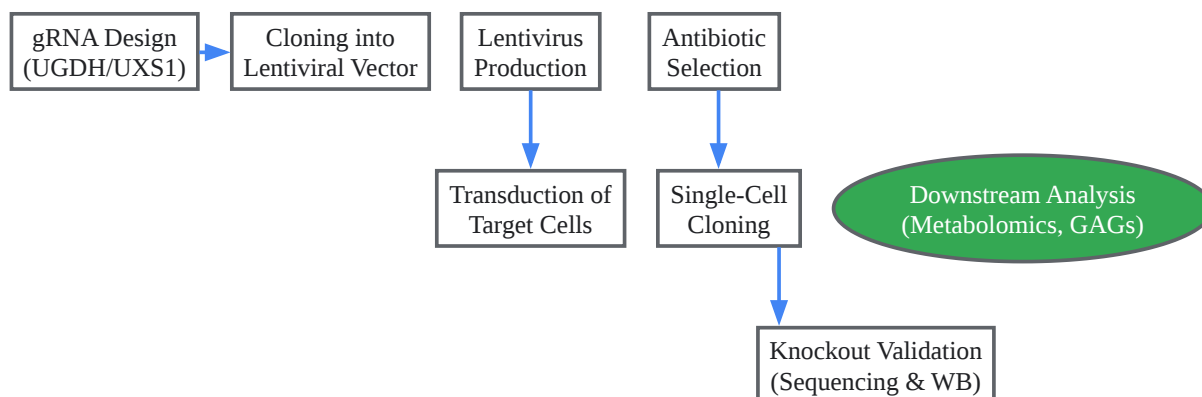 gRNA Design
(UGDH/UXS1)
Cloning into
Lentiviral Vector
Lentivirus
Production
Antibiotic
Selection
Transduction of
Target Cells
Single-Cell
Cloning
Downstream Analysis
(Metabolomics, GAGs)
Knockout Validation
(Sequencing & WB)